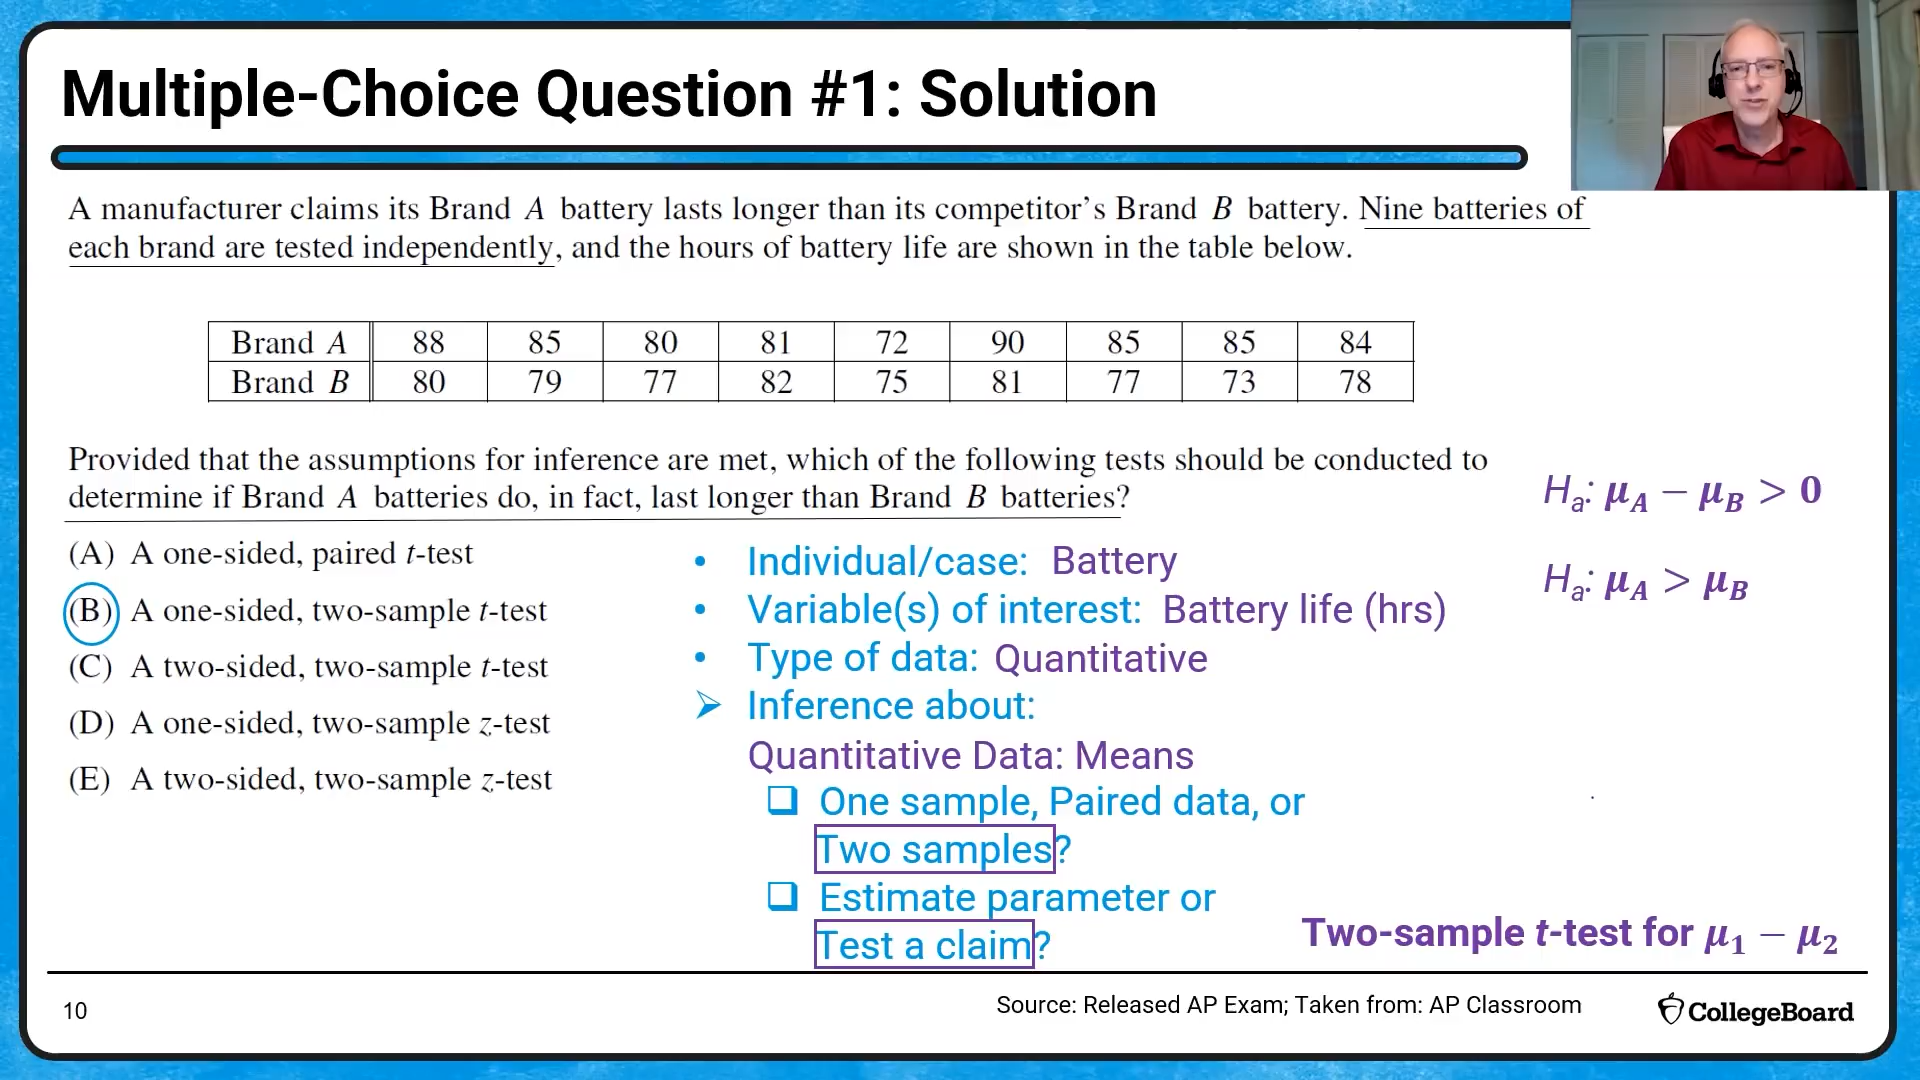 Multiple-Choice Question #1: Solution
A manufacturer claims its Brand A battery lasts longer than its competitor's Brand B battery. Nine batteries of
each brand are tested independently, and the hours of battery life are shown in the table below.
Brand A 88 85 80 81 72 90 85 85 84
Brand B 80 79 77 82 75 81 77 73 78
Provided that the assumptions for inference are met, which of the following tests should be conducted to
determine if Brand A batteries do, in fact, last longer than Brand B batteries?
(A) A one-sided, paired t-test
(B) A one-sided, two-sample t-test
(C) A two-sided, two-sample t-test
(D) A one-sided, two-sample z-test
(E) A two-sided, two-sample z-test
• Individual/case: Battery
• Variable(s) of interest: Battery life (hrs)
• Type of data: Quantitative
➢ Inference about:
Quantitative Data: Means
❑ One sample, Paired data, or
Two samples?
❑ Estimate parameter or
Test a claim?
Hₐ: μ_A − μ_B > 0
Hₐ: μ_A > μ_B
Two-sample t-test for μ₁ − μ₂
10
Source: Released AP Exam; Taken from: AP Classroom
CollegeBoard